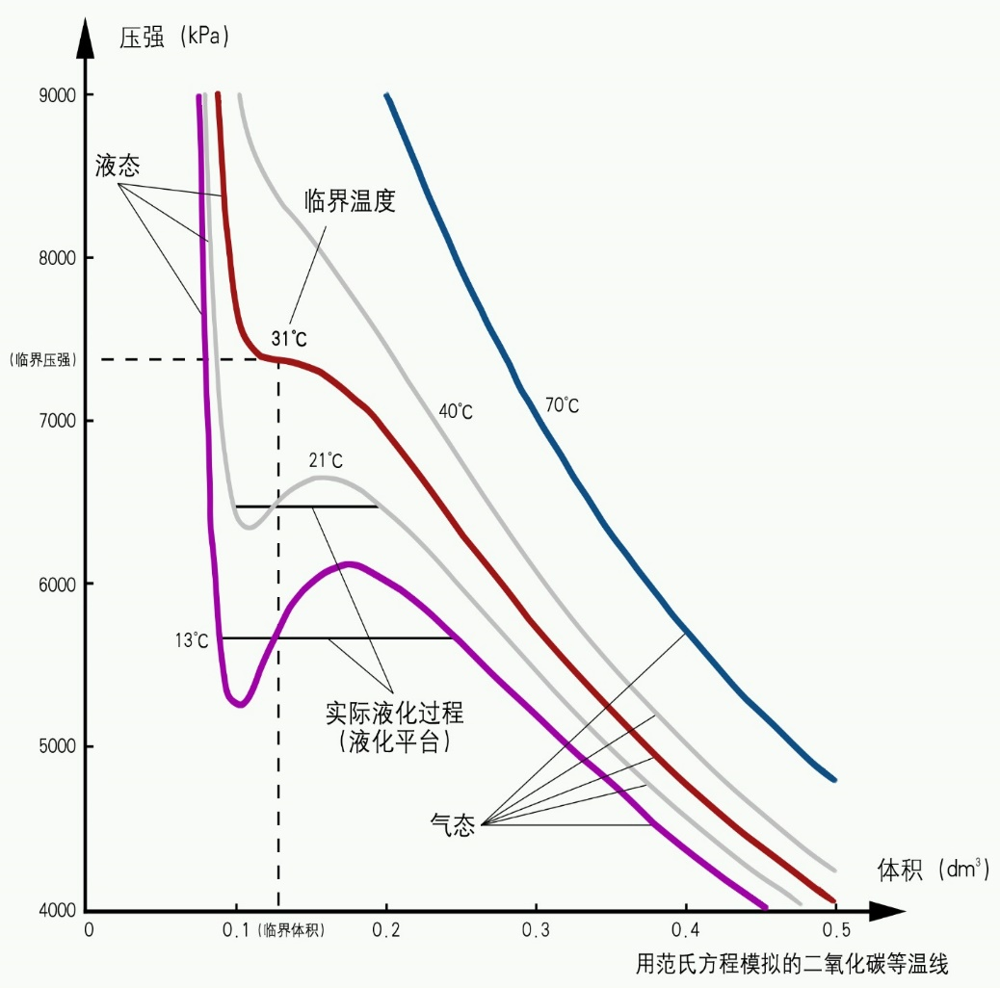 压强 (kPa)
9000
液态
临界温度
8000
31℃
(临界压强)
40℃
70℃
7000
21℃
6000
13℃
实际液化过程
(液化平台)
5000
气态
体积 (dm³)
4000
0
0.1
(临界体积)
0.2
0.3
0.4
0.5
用范氏方程模拟的二氧化碳等温线